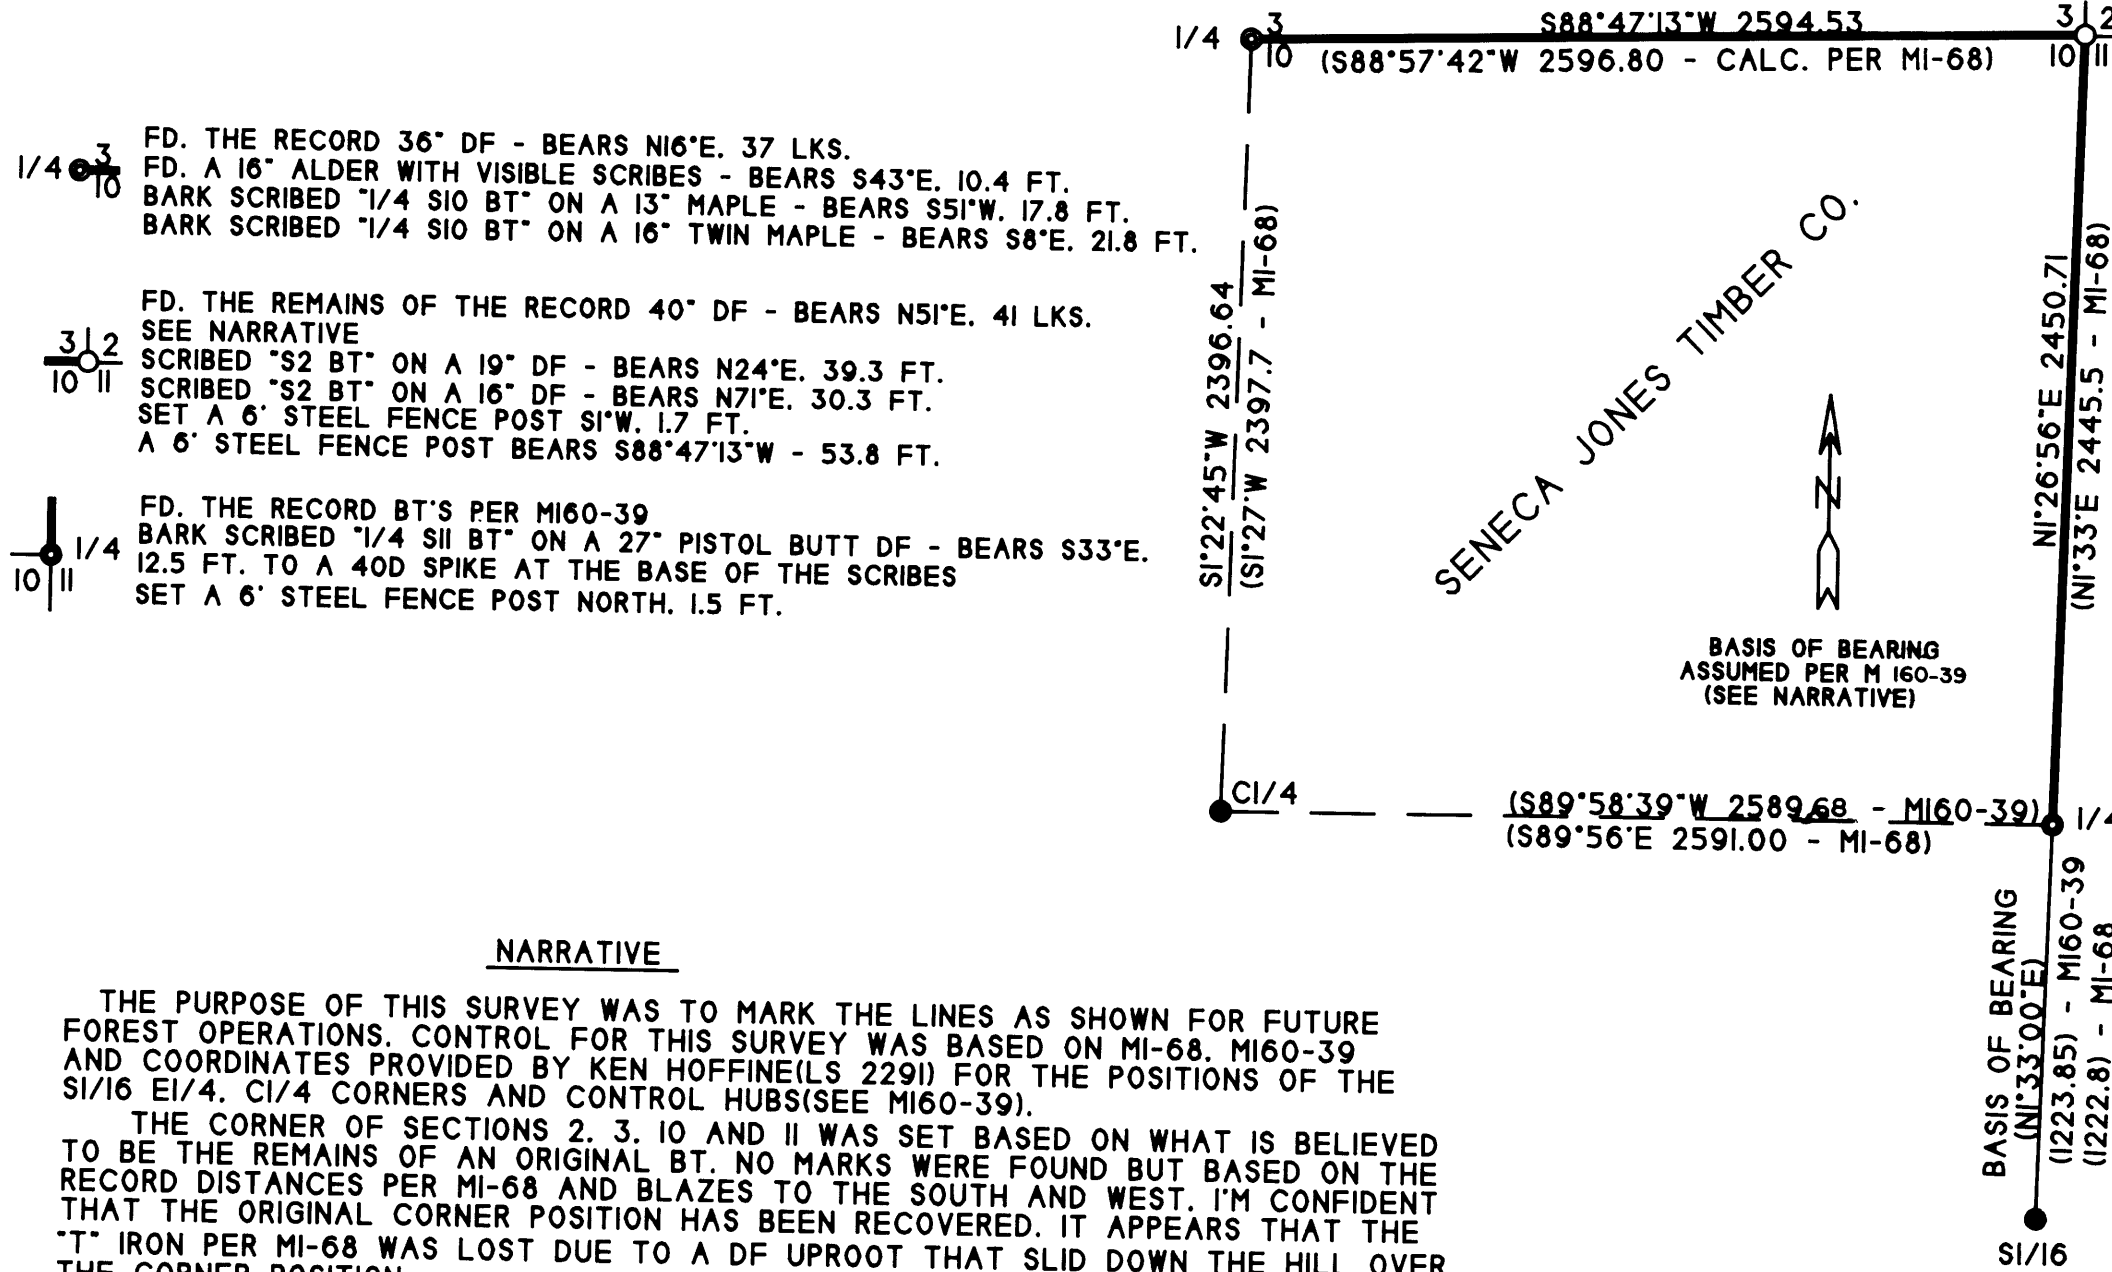 1/4
3
10
S88°47'13"W 2594.53
(S88°57'42"W 2596.80 - CALC. PER M1-68)
3 2
10 11
1/4 3
10
FD. THE RECORD 36" DF - BEARS N16°E. 37 LKS.
FD. A 16" ALDER WITH VISIBLE SCRIBES - BEARS S43°E. 10.4 FT.
BARK SCRIBED "1/4 S10 BT" ON A 13" MAPLE - BEARS S51°W. 17.8 FT.
BARK SCRIBED "1/4 S10 BT" ON A 16" TWIN MAPLE - BEARS S8°E. 21.8 FT.
3 2
10 11
FD. THE REMAINS OF THE RECORD 40" DF - BEARS N51°E. 41 LKS.
SEE NARRATIVE
SCRIBED "S2 BT" ON A 19" DF - BEARS N24°E. 39.3 FT.
SCRIBED "S2 BT" ON A 16" DF - BEARS N71°E. 30.3 FT.
SET A 6' STEEL FENCE POST S1°W. 1.7 FT.
A 6' STEEL FENCE POST BEARS S88°47'13"W - 53.8 FT.
1/4
10 11
FD. THE RECORD BT'S PER M160-39
BARK SCRIBED "1/4 S11 BT" ON A 27" PISTOL BUTT DF - BEARS S33°E.
12.5 FT. TO A 40D SPIKE AT THE BASE OF THE SCRIBES
SET A 6' STEEL FENCE POST NORTH. 1.5 FT.
S1°22'45"W 2396.64
(S1°27'W 2397.7 - M1-68)
SENECA JONES TIMBER CO.
N
BASIS OF BEARING
ASSUMED PER M 160-39
(SEE NARRATIVE)
N1°26'56"E 2450.71
(N1°33'E 2445.5 - M1-68)
C1/4
(S89°58'39"W 2589.68 - M160-39)
(S89°56'E 2591.00 - M1-68)
1/4
BASIS OF BEARING
(N1°33'00"E)
(1223.85) - M160-39
(1222.8) - M1-68
S1/16
NARRATIVE
THE PURPOSE OF THIS SURVEY WAS TO MARK THE LINES AS SHOWN FOR FUTURE
FOREST OPERATIONS. CONTROL FOR THIS SURVEY WAS BASED ON M1-68. M160-39
AND COORDINATES PROVIDED BY KEN HOFFINE(LS 2291) FOR THE POSITIONS OF THE
S1/16 E1/4. C1/4 CORNERS AND CONTROL HUBS(SEE M160-39).
THE CORNER OF SECTIONS 2. 3. 10 AND 11 WAS SET BASED ON WHAT IS BELIEVED
TO BE THE REMAINS OF AN ORIGINAL BT. NO MARKS WERE FOUND BUT BASED ON THE
RECORD DISTANCES PER M1-68 AND BLAZES TO THE SOUTH AND WEST. I'M CONFIDENT
THAT THE ORIGINAL CORNER POSITION HAS BEEN RECOVERED. IT APPEARS THAT THE
"T" IRON PER M1-68 WAS LOST DUE TO A DF UPROOT THAT SLID DOWN THE HILL OVER
THE CORNER POSITION